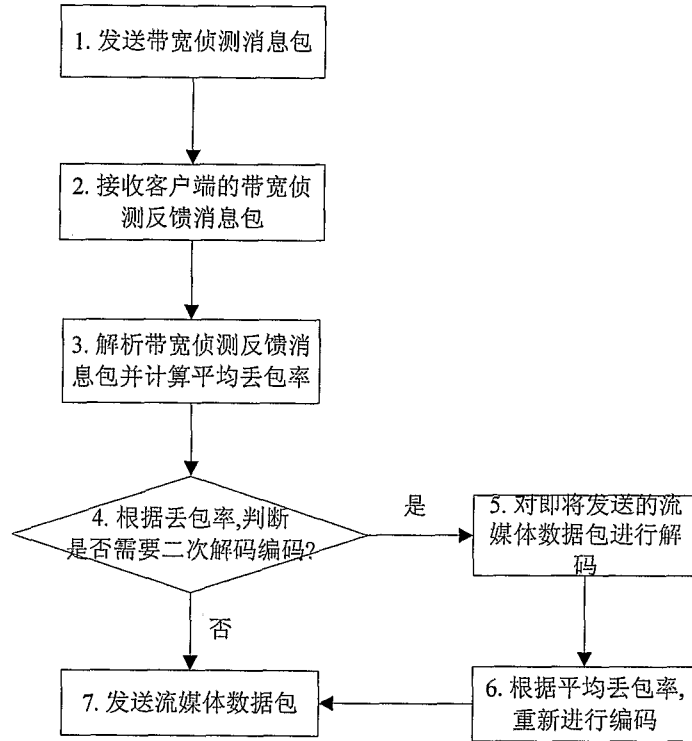 1. 发送带宽侦测消息包
2. 接收客户端的带宽侦
测反馈消息包
3. 解析带宽侦测反馈消
息包并计算平均丢包率
4. 根据丢包率,判断
是否需要二次解码编码?
是
5. 对即将发送的流
媒体数据包进行解
码
否
6. 根据平均丢包率,
重新进行编码
7. 发送流媒体数据包